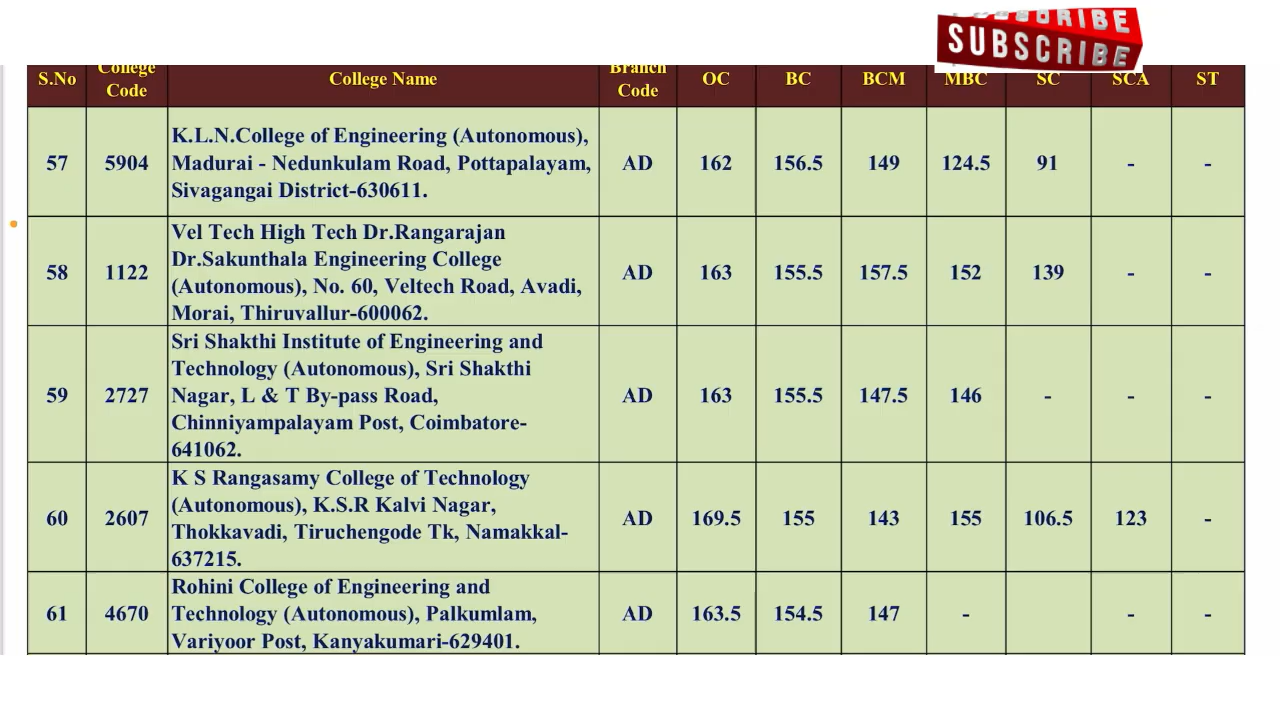 SUBSCRIBE
SUBSCRIBE
S.No College Code College Name Branch Code OC BC BCM MBC SC SCA ST
57 5904 K.L.N.College of Engineering (Autonomous), AD 162 156.5 149 124.5 91 - -
Madurai - Nedunkulam Road, Pottapalayam,
Sivagangai District-630611.
58 1122 Vel Tech High Tech Dr.Rangarajan AD 163 155.5 157.5 152 139 - -
Dr.Sakunthala Engineering College
(Autonomous), No. 60, Veltech Road, Avadi,
Morai, Thiruvallur-600062.
59 2727 Sri Shakthi Institute of Engineering and AD 163 155.5 147.5 146 - - -
Technology (Autonomous), Sri Shakthi
Nagar, L & T By-pass Road,
Chinniyampalayam Post, Coimbatore-
641062.
60 2607 K S Rangasamy College of Technology AD 169.5 155 143 155 106.5 123 -
(Autonomous), K.S.R Kalvi Nagar,
Thokkavadi, Tiruchengode Tk, Namakkal-
637215.
61 4670 Rohini College of Engineering and AD 163.5 154.5 147 - - -
Technology (Autonomous), Palkumlam,
Variyoor Post, Kanyakumari-629401.